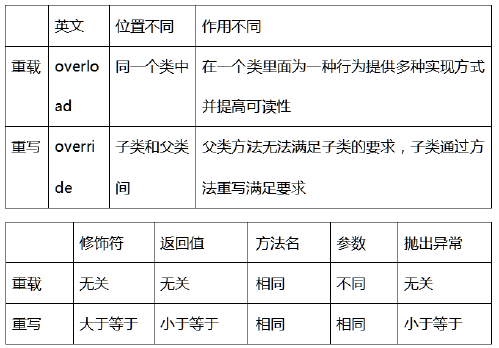 英文 位置不同 作用不同
重载 overlo 同一个类中 在一个类里面为一种行为提供多种实现方式
ad 并提高可读性
重写 overri 子类和父类 父类方法无法满足子类的要求，子类通过方
de 间 法重写满足要求
修饰符 返回值 方法名 参数 抛出异常
重载 无关 无关 相同 不同 无关
重写 大于等于 小于等于 相同 相同 小于等于